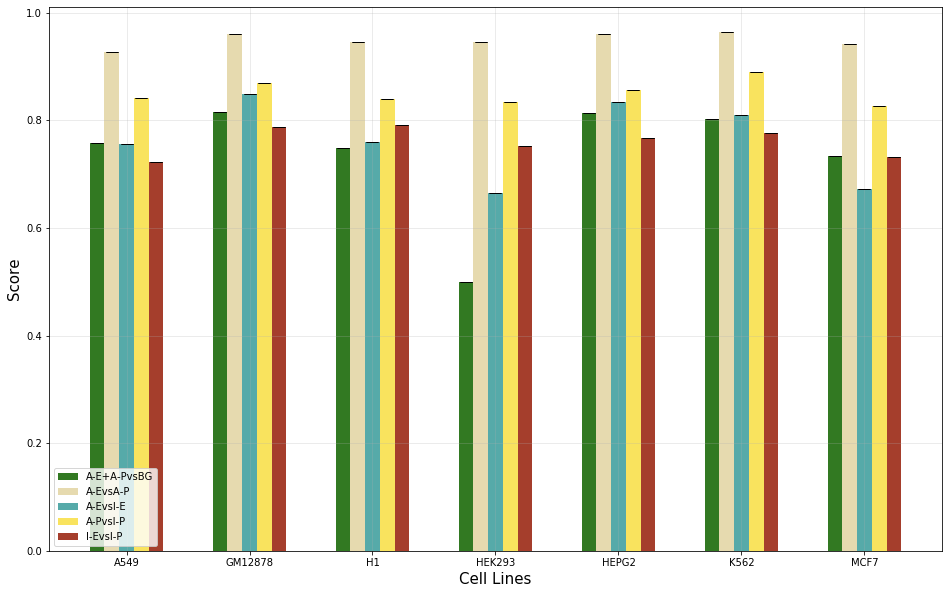 1.0
0.8
0.6
0.4
0.2
0.0
Score
A-E+A-PvsBG
A-EvsA-P
A-EvsI-E
A-PvsI-P
I-EvsI-P
A549 GM12878 H1 HEK293 HEPG2 K562 MCF7
Cell Lines